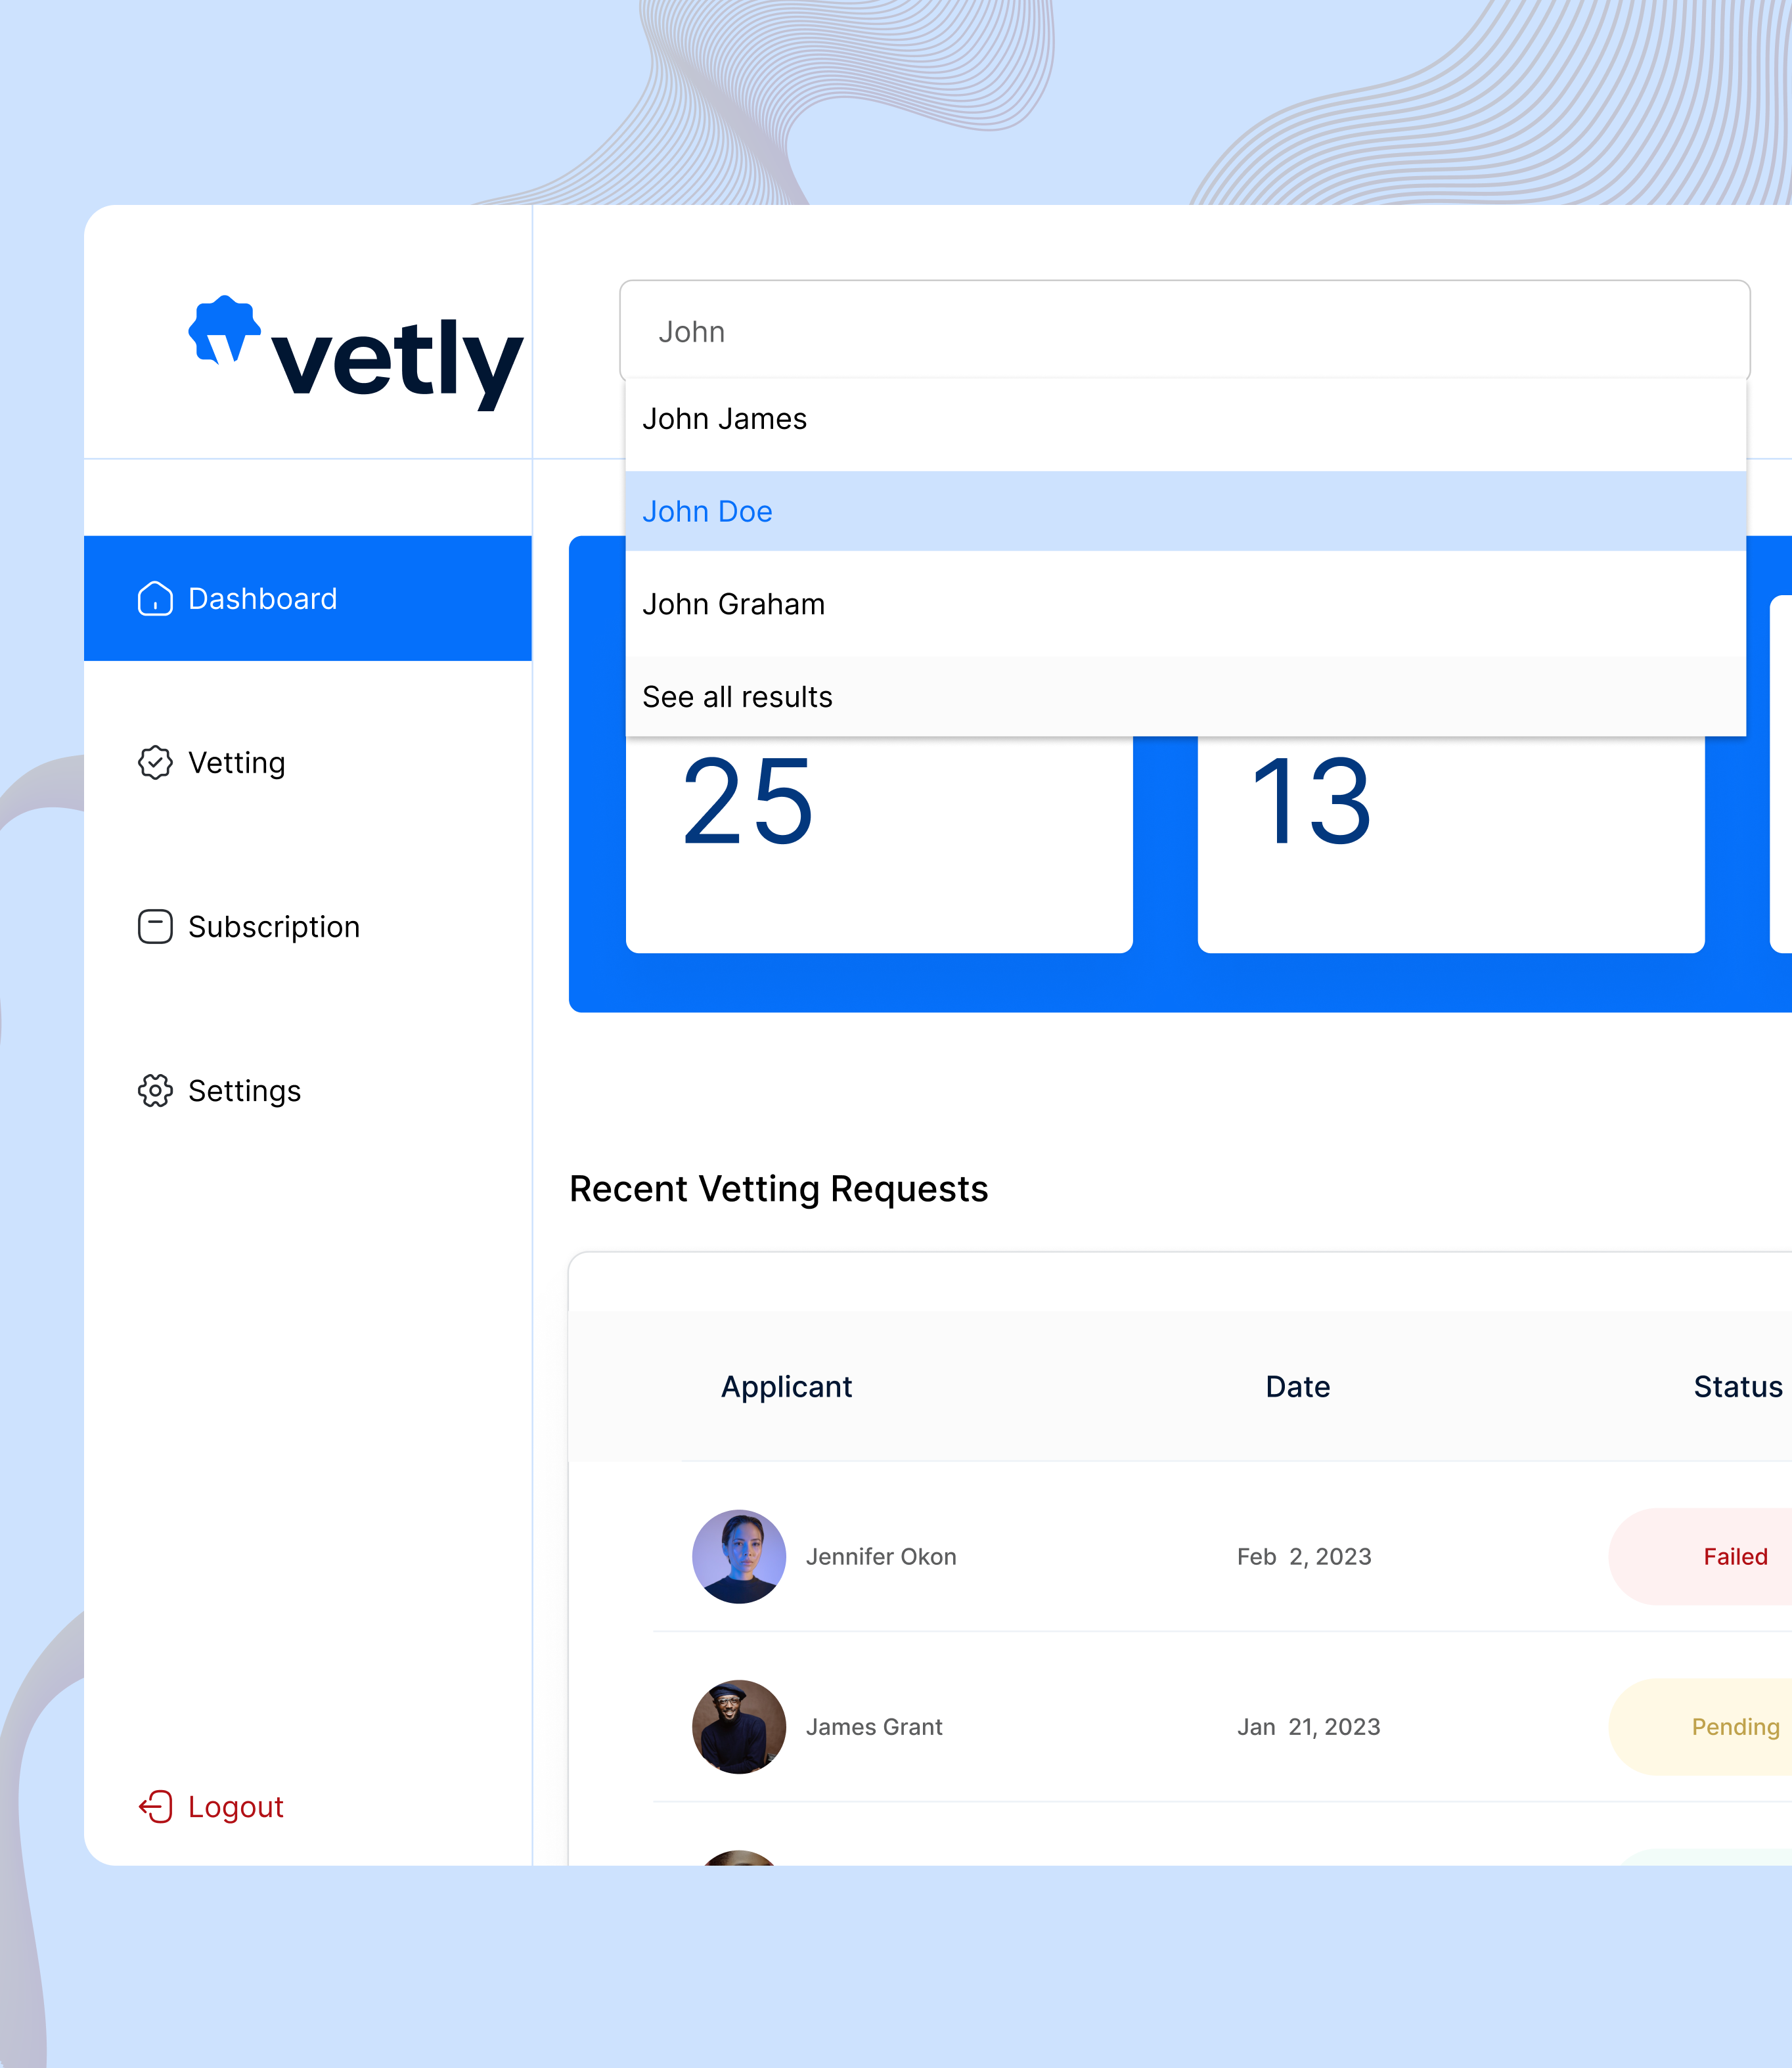 vetly
John
John James
John Doe
John Graham
See all results
Dashboard
Vetting
Subscription
Settings
Logout
25
13
Recent Vetting Requests
Applicant Date Status
Jennifer Okon Feb 2, 2023 Failed
James Grant Jan 21, 2023 Pending